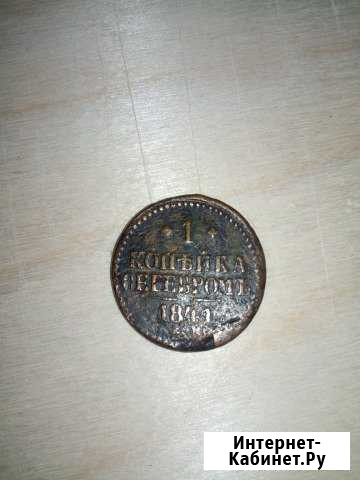 1
КОПѢЙКА
СЕРЕБРОМЪ
1841
Интернет-
Кабинет.Ру